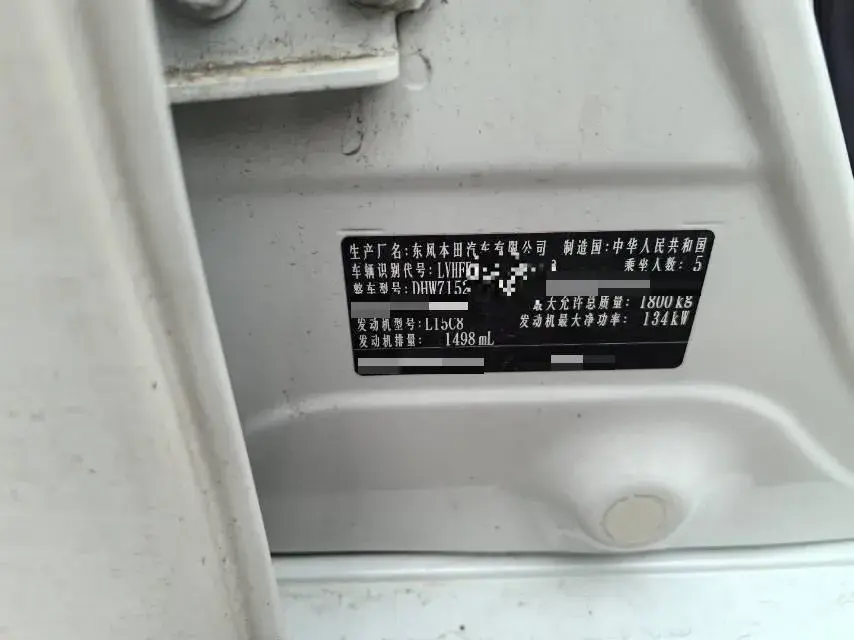 生产厂名:东风本田汽车有限公司 制造国:中华人民共和国
车辆识别代号:LVHF 乘坐人数:5
整车型号:DHW7152
最大允许总质量:1800kg
发动机型号:L15C8 发动机最大净功率:134kW
发动机排量:1498mL